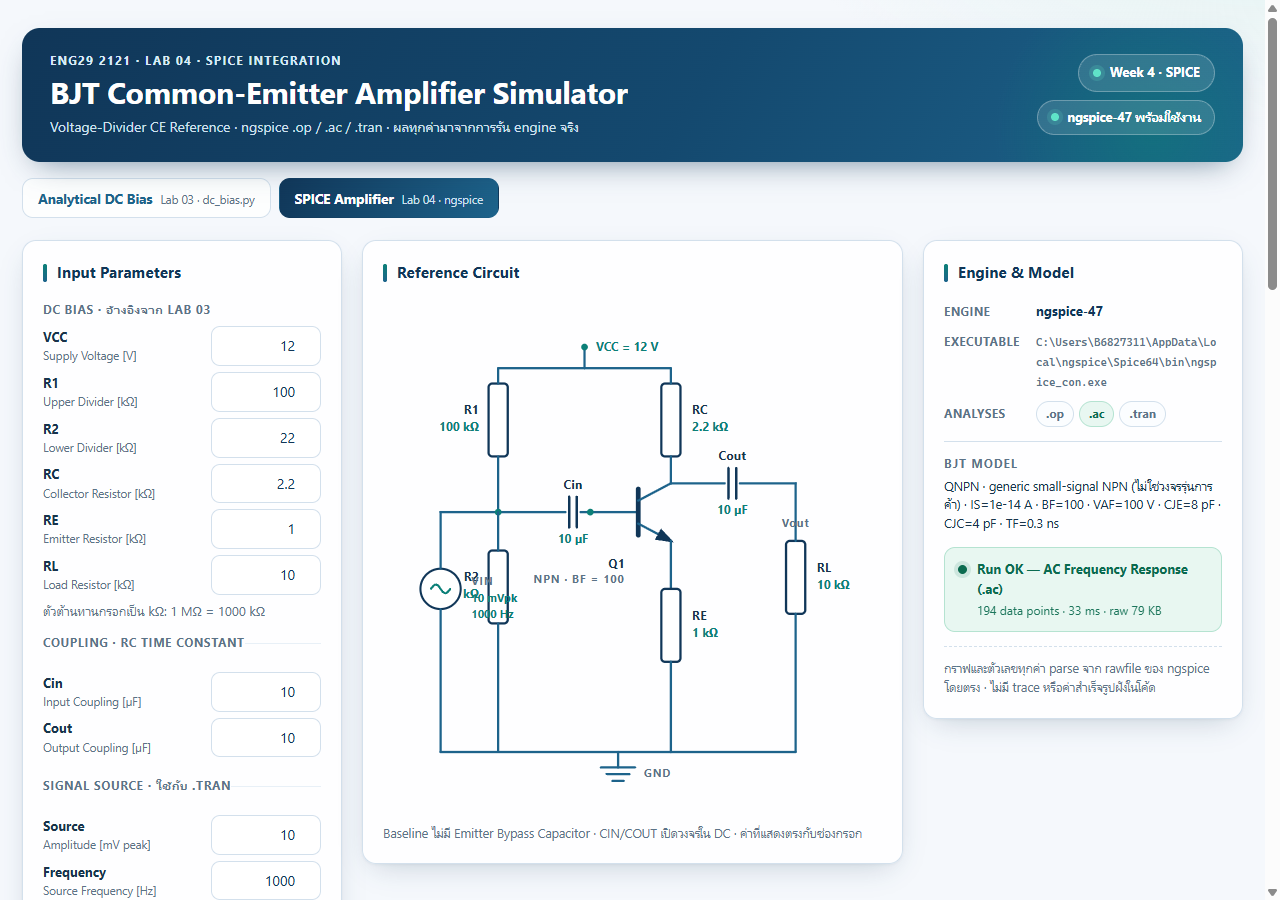 ENG29 2121 · LAB 04 · SPICE INTEGRATION
BJT Common-Emitter Amplifier Simulator
Voltage-Divider CE Reference · ngspice .op / .ac / .tran · ผลทุกค่ามาจากการรัน engine จริง
Week 4 · SPICE
ngspice-47 พร้อมใช้งาน
Analytical DC Bias Lab 03 · dc_bias.py
SPICE Amplifier Lab 04 · ngspice
Input Parameters
DC BIAS · อ้างอิงจาก LAB 03
VCC
Supply Voltage [V]
12
R1
Upper Divider [kΩ]
100
R2
Lower Divider [kΩ]
22
RC
Collector Resistor [kΩ]
2.2
RE
Emitter Resistor [kΩ]
1
RL
Load Resistor [kΩ]
10
ตัวต้านทานกรอกเป็น kΩ: 1 MΩ = 1000 kΩ
COUPLING · RC TIME CONSTANT
Cin
Input Coupling [µF]
10
Cout
Output Coupling [µF]
10
SIGNAL SOURCE · ใช้กับ .TRAN
Source
Amplitude [mV peak]
10
Frequency
Source Frequency [Hz]
1000
Reference Circuit
VCC = 12 V
R1
100 kΩ
RC
2.2 kΩ
Cout
10 µF
Cin
10 µF
Vout
Q1
NPN · BF = 100
R2
kΩ
VIN
10 mVpk
1000 Hz
RL
10 kΩ
RE
1 kΩ
GND
Baseline ไม่มี Emitter Bypass Capacitor · CIN/COUT เปิดวงจรใน DC · ค่าที่แสดงตรงกับช่องกรอก
Engine & Model
ENGINE
ngspice-47
EXECUTABLE
C:\Users\B6827311\AppData\Lo
cal\ngspice\Spice64\bin\ngsp
ice_con.exe
ANALYSES
.op
.ac
.tran
BJT MODEL
QNPN · generic small-signal NPN (ไม่ใช่วงจรรุ่นการ
ค้า) · IS=1e-14 A · BF=100 · VAF=100 V · CJE=8 pF ·
CJC=4 pF · TF=0.3 ns
Run OK — AC Frequency Response
(.ac)
194 data points · 33 ms · raw 79 KB
กราฟและตัวเลขทุกค่า parse จาก rawfile ของ ngspice
โดยตรง · ไม่มี trace หรือค่าสำเร็จรูปฝังในโค้ด